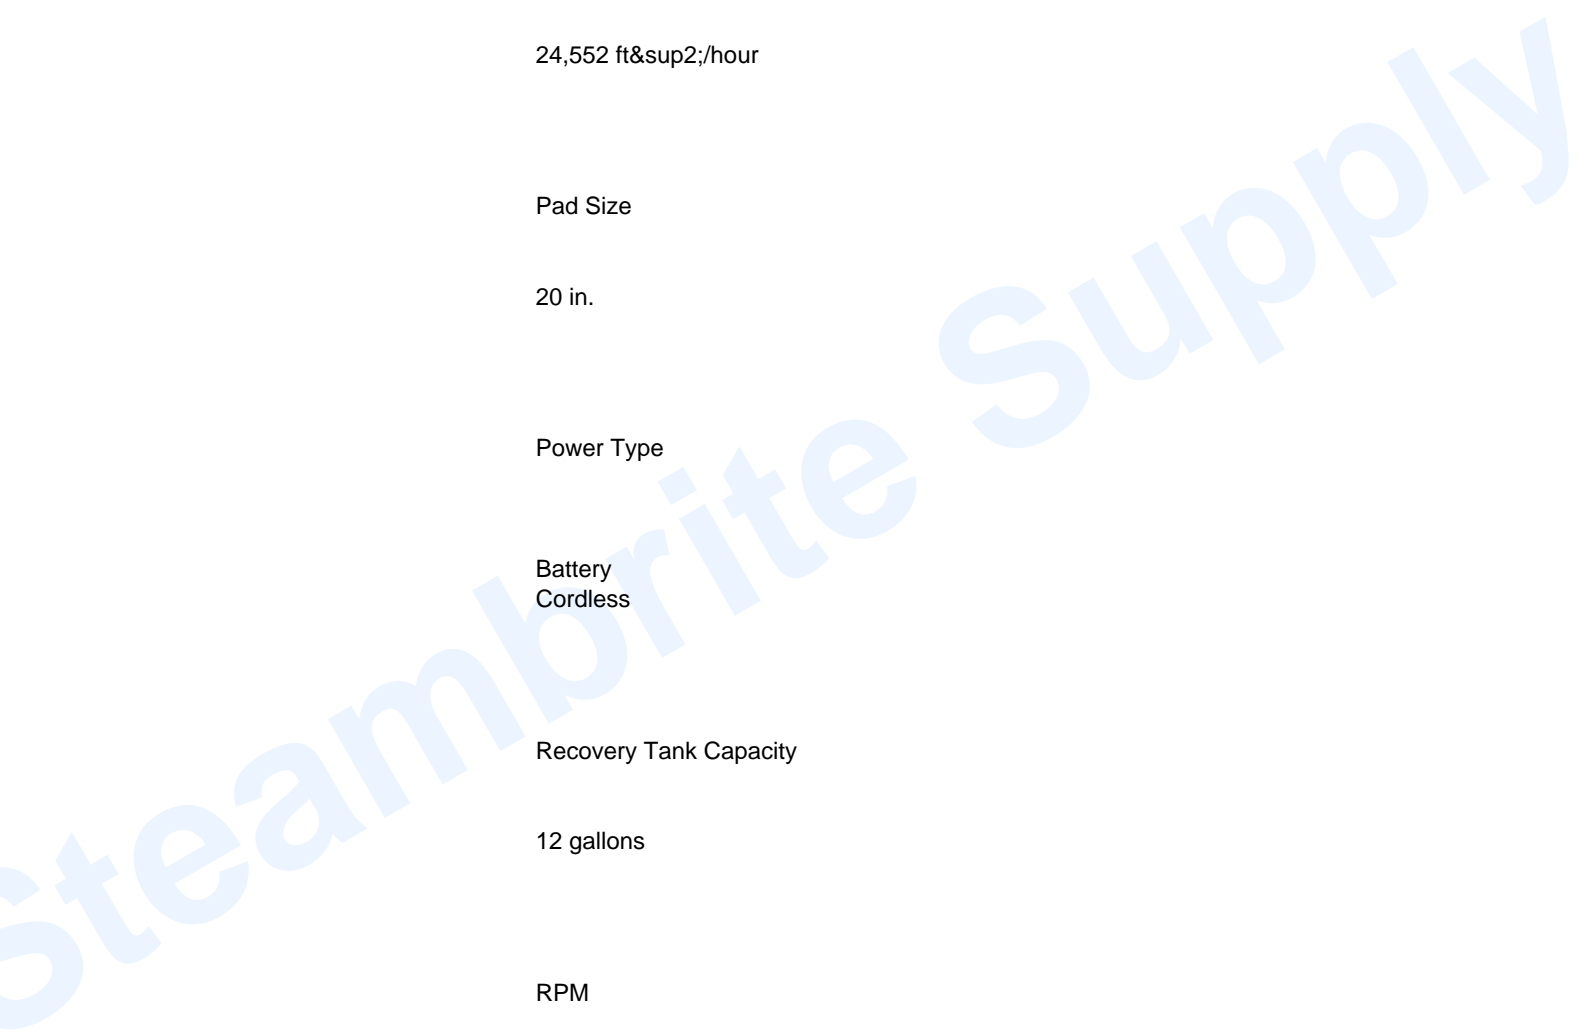 24,552 ft&sup2;/hour
Pad Size
20 in.
Power Type
Battery
Cordless
Recovery Tank Capacity
12 gallons
RPM
Steambrite Supply